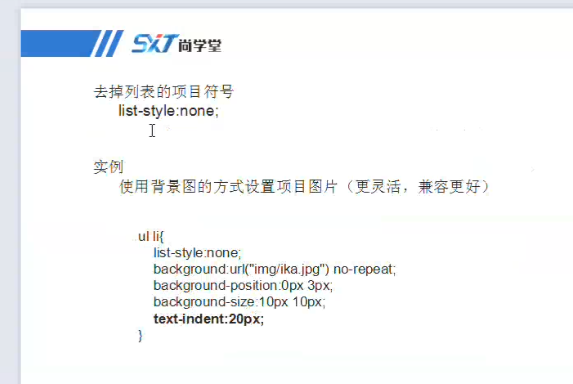 SXT尚学堂
去掉列表的项目符号
list-style:none;
实例
使用背景图的方式设置项目图片（更灵活，兼容更好）
ul li{
list-style:none;
background:url("img/ika.jpg") no-repeat;
background-position:0px 3px;
background-size:10px 10px;
text-indent:20px;
}